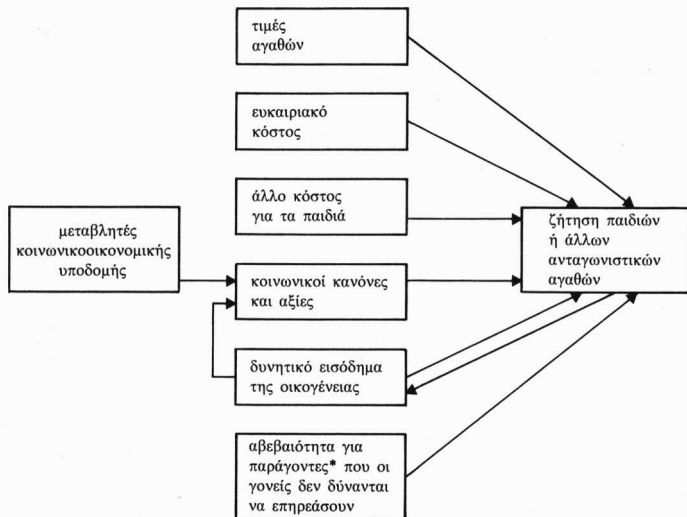 τιμές
αγαθών
ευκαιριακό
κόστος
άλλο κόστος
για τα παιδιά
μεταβλητές
κοινωνικοοικονομικής
υποδομής
ζήτηση παιδιών
ή άλλων
ανταγωνιστικών
αγαθών
κοινωνικοί κανόνες
και αξίες
δυνητικό εισόδημα
της οικογένειας
αβεβαιότητα για
παράγοντες* που οι
γονείς δεν δύνανται
να επηρεάσουν